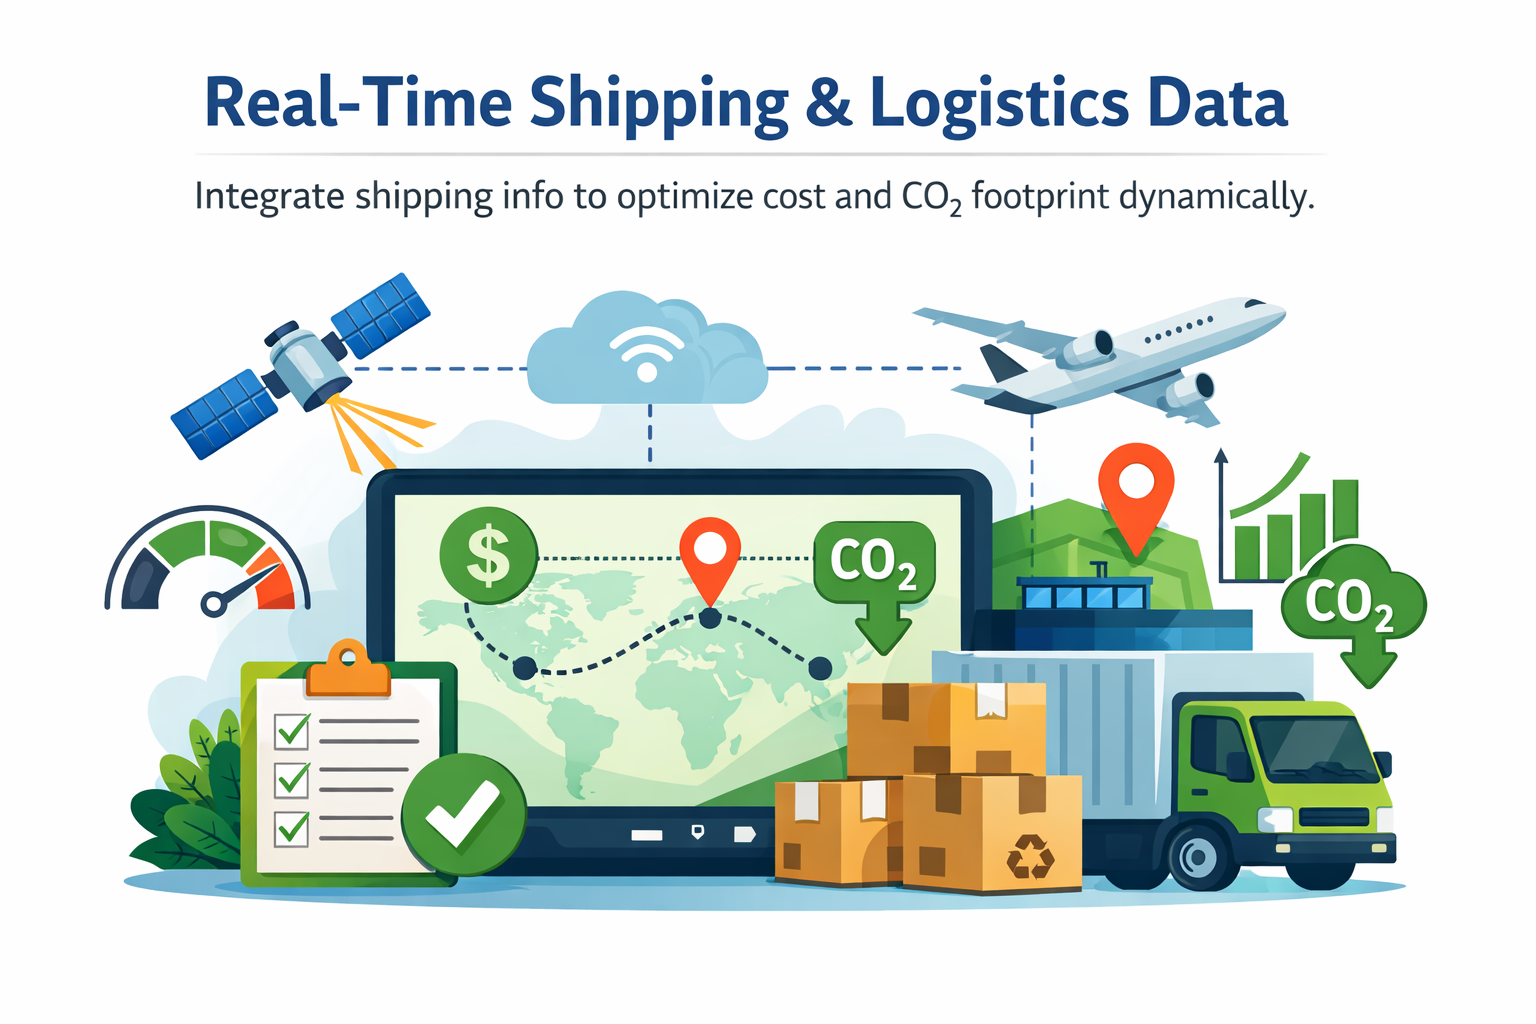 Real-Time Shipping & Logistics Data
Integrate shipping info to optimize cost and CO₂ footprint dynamically.
$
CO₂
CO₂